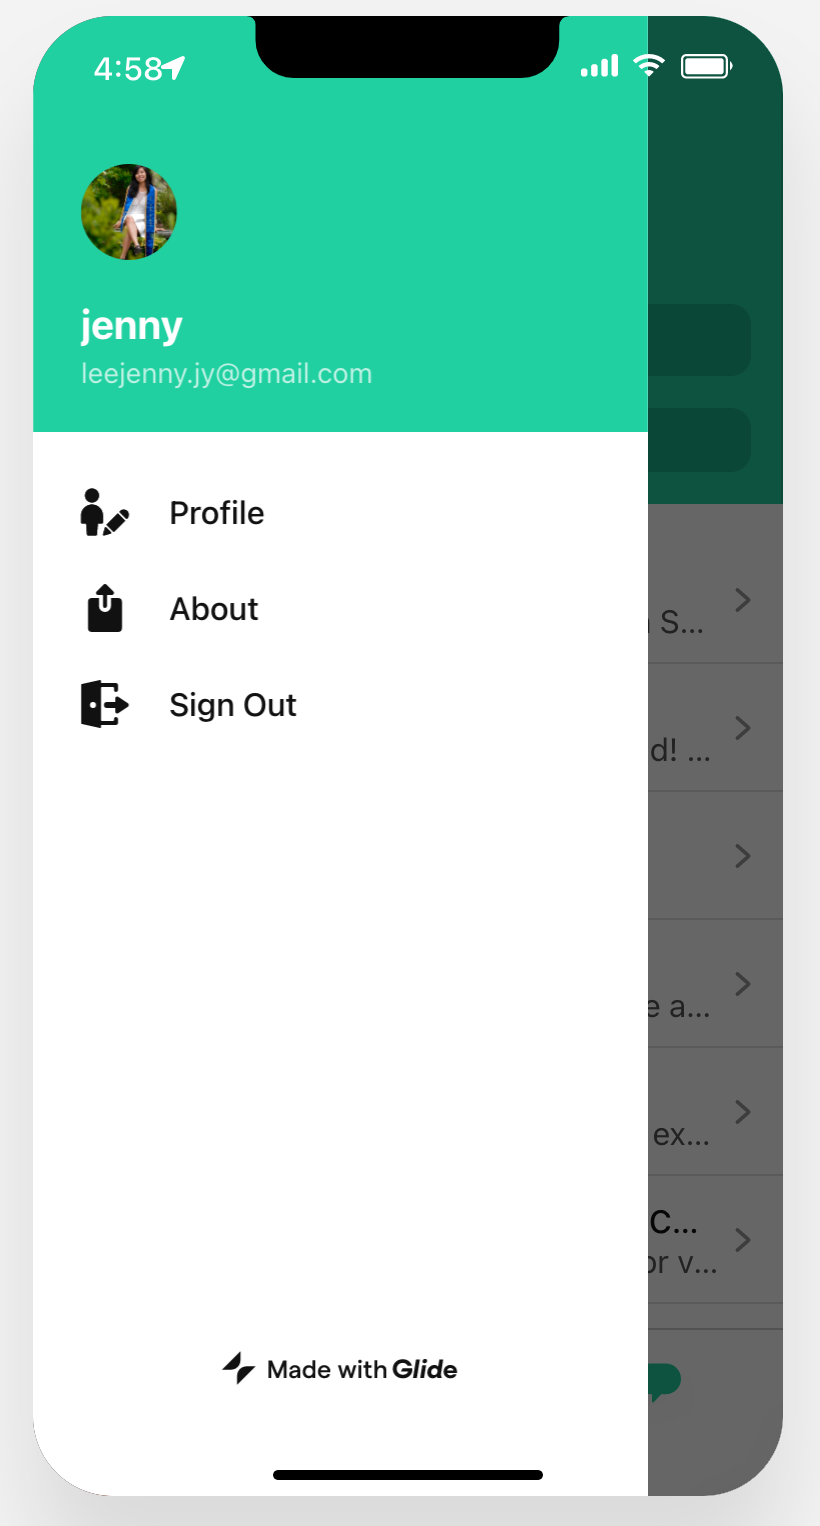 4:58
jenny
leejenny.jy@gmail.com
Profile
About
Sign Out
S...
d! ...
e a...
ex...
C...
or v...
Made with Glide